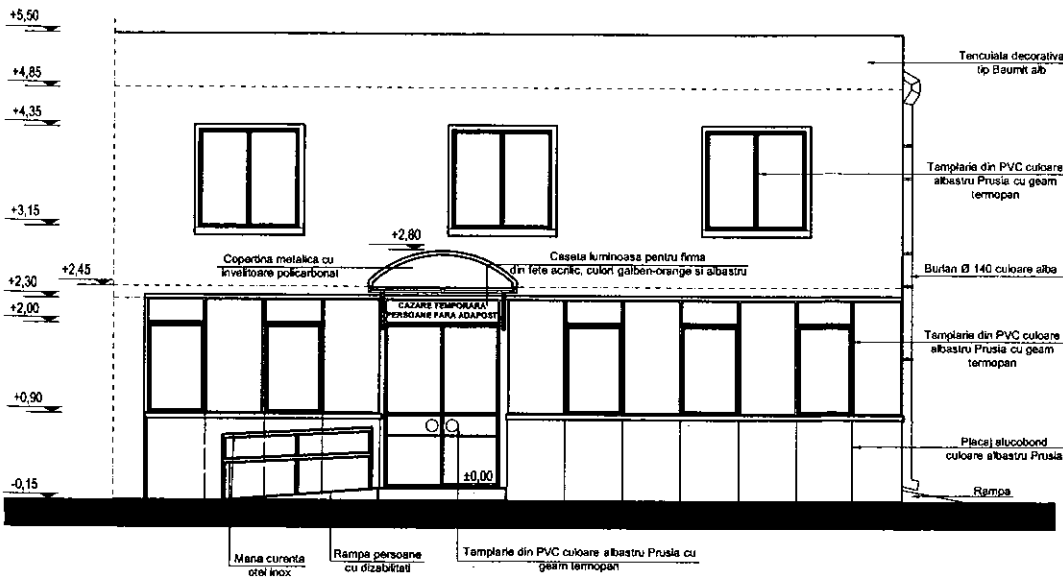 +5,50
Tencuiala decorativa
tip Baumit alb
+4,85
+4,35
Tamplarie din PVC culoare
albastru Prusia cu geam
termopan
+3,15
+2,80
Copertina metalica cu
invelitoare policarbonat
Caseta luminoasa pentru firma
din fete acrilic, culori galben-orange si albastru
+2,45
Burlan Ø 140 culoare alba
+2,30
+2,00
CAZARE TEMPORARA
PERSOANE FARA ADAPOST
Tamplarie din PVC culoare
albastru Prusia cu geam
termopan
+0,90
Placaj alucobond
culoare albastru Prusia
±0,00
-0,15
Rampa
Mana curenta
otel inox
Rampa persoane
cu dizabilitati
Tamplarie din PVC culoare albastru Prusia cu
geam termopan